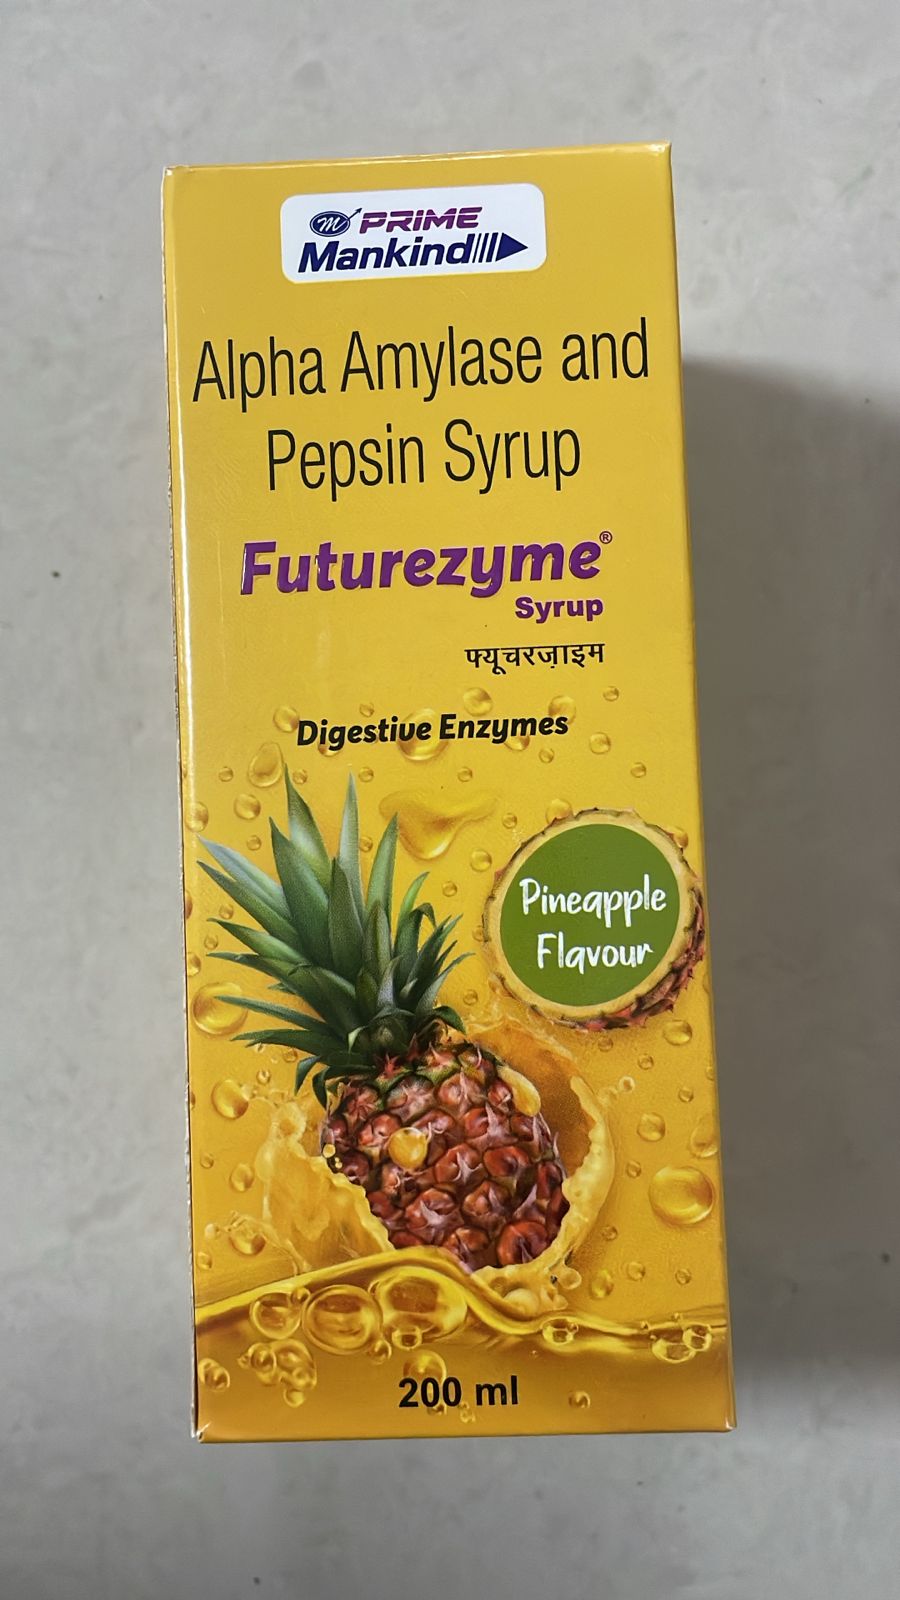 m PRIME
Mankind
Alpha Amylase and
Pepsin Syrup
Futurezyme®
Syrup
फ्यूचरज़ाइम
Digestive Enzymes
Pineapple
Flavour
200 ml